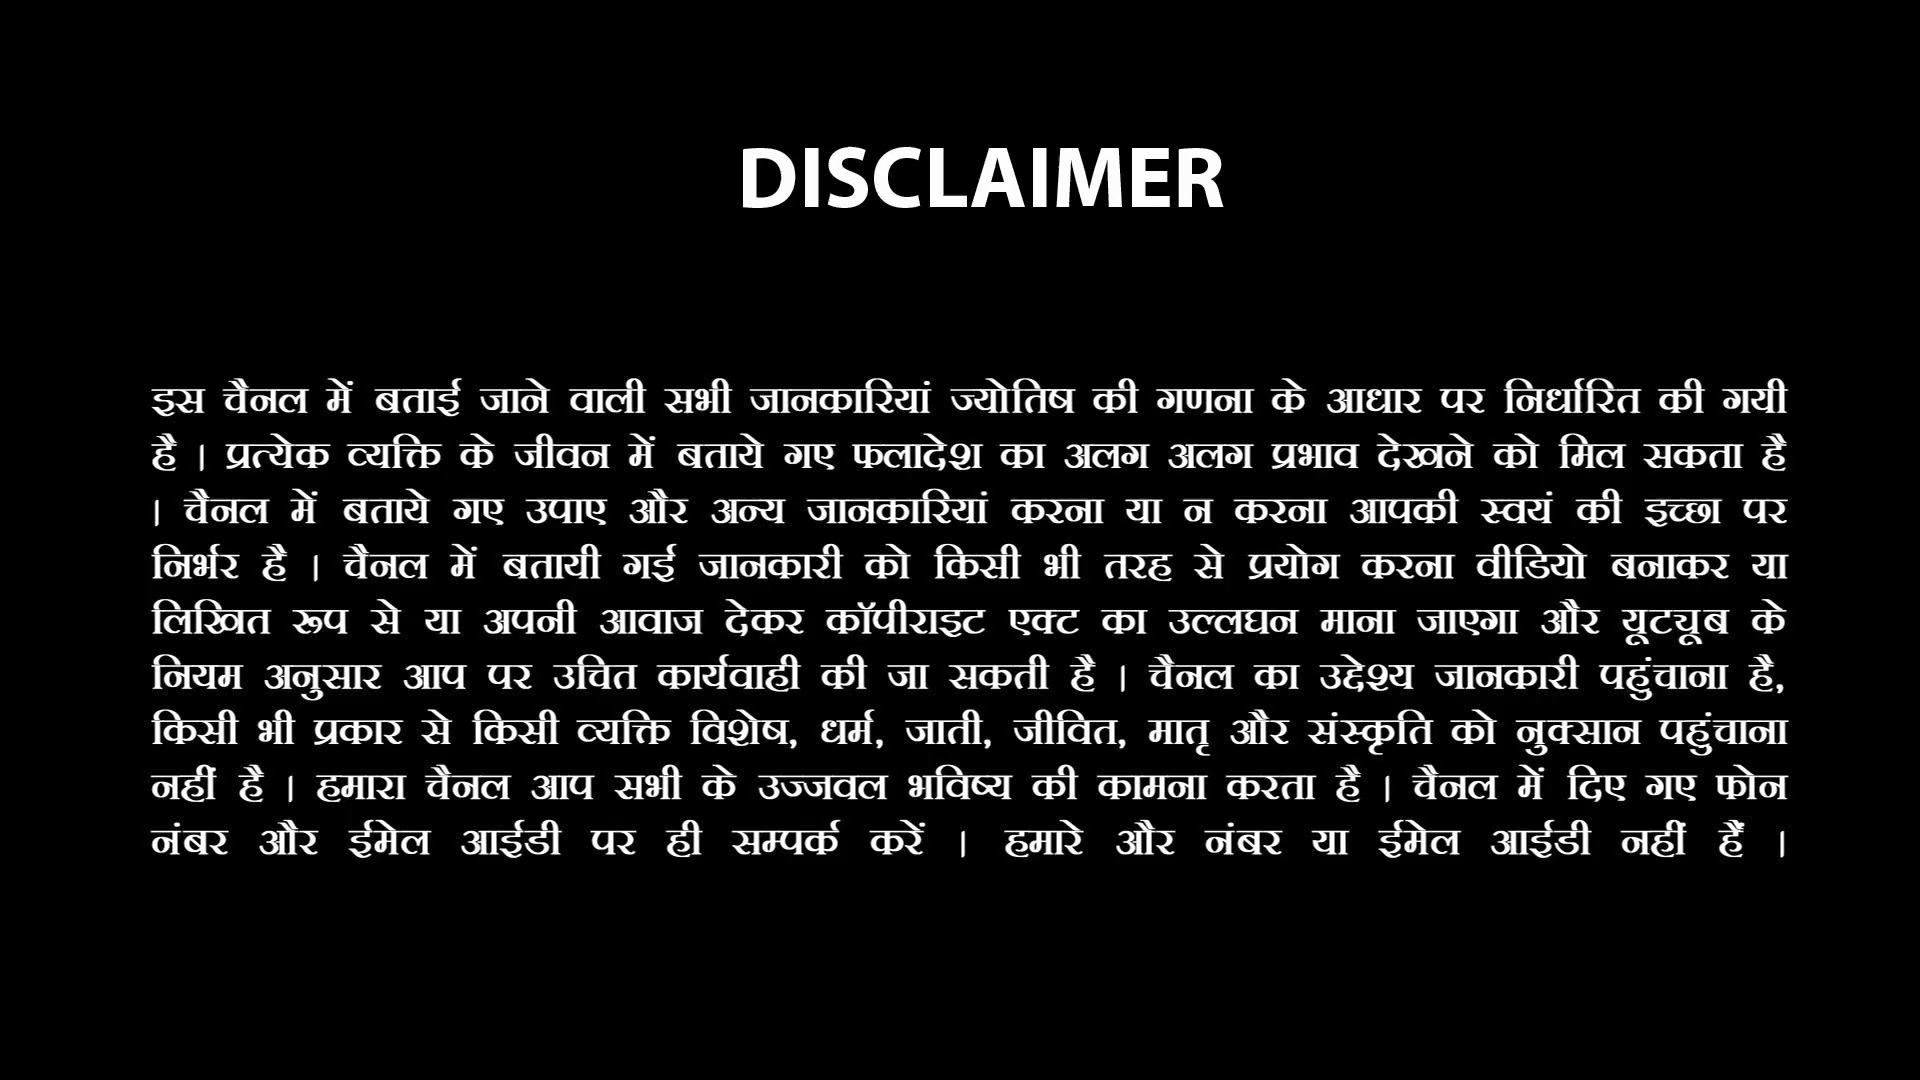 DISCLAIMER
इस चैनल में बताई जाने वाली सभी जानकारियां ज्योतिष की गणना के आधार पर निर्धारित की गयी
है । प्रत्येक व्यक्ति के जीवन में बताये गए फलादेश का अलग अलग प्रभाव देखने को मिल सकता है
। चैनल में बताये गए उपाए और अन्य जानकारियां करना या न करना आपकी स्वयं की इच्छा पर
निर्भर है । चैनल में बतायी गई जानकारी को किसी भी तरह से प्रयोग करना वीडियो बनाकर या
लिखित रूप से या अपनी आवाज देकर कॉपीराइट एक्ट का उल्लघन माना जाएगा और यूटयूब के
नियम अनुसार आप पर उचित कार्यवाही की जा सकती है । चैनल का उद्देश्य जानकारी पहुंचाना है,
किसी भी प्रकार से किसी व्यक्ति विशेष, धर्म, जाती, जीवित, मातृ और संस्कृति को नुक्सान पहुंचाना
नहीं है । हमारा चैनल आप सभी के उज्जवल भविष्य की कामना करता है । चैनल में दिए गए फोन
नंबर और ईमेल आईडी पर ही सम्पर्क करें । हमारे और नंबर या ईमेल आईडी नहीं हैं ।